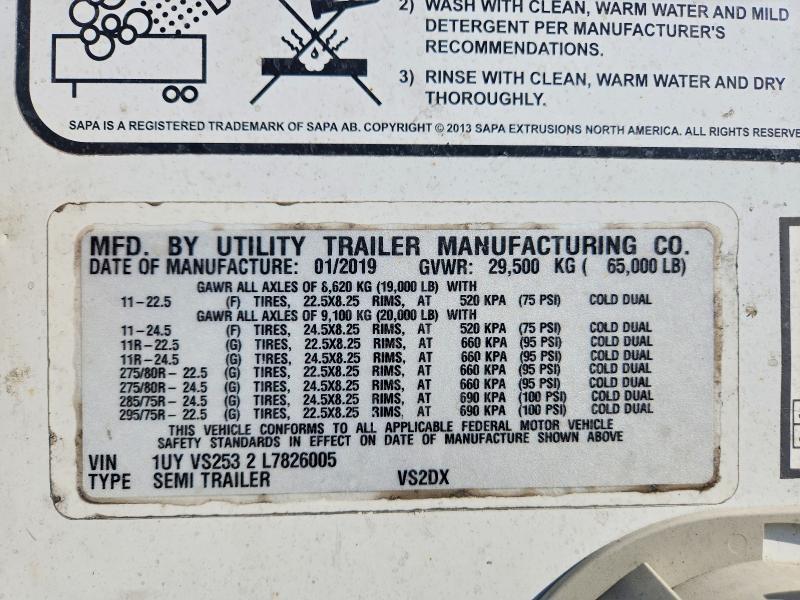 2) WASH WITH CLEAN, WARM WATER AND MILD
DETERGENT PER MANUFACTURER'S
RECOMMENDATIONS.
3) RINSE WITH CLEAN, WARM WATER AND DRY
THOROUGHLY.
SAPA IS A REGISTERED TRADEMARK OF SAPA AB. COPYRIGHT © 2013 SAPA EXTRUSIONS NORTH AMERICA. ALL RIGHTS RESERVE
MFD. BY UTILITY TRAILER MANUFACTURING CO.
DATE OF MANUFACTURE: 01/2019 GVWR: 29,500 KG ( 65,000 LB)
GAWR ALL AXLES OF 8,620 KG (19,000 LB) WITH
11-22.5 (F) TIRES, 22.5X8.25 RIMS, AT 520 KPA (75 PSI) COLD DUAL
GAWR ALL AXLES OF 9,100 KG (20,000 LB) WITH
11-24.5 (F) TIRES, 24.5X8.25 RIMS, AT 520 KPA (75 PSI) COLD DUAL
11R-22.5 (G) TIRES, 22.5X8.25 RIMS, AT 660 KPA (95 PSI) COLD DUAL
11R-24.5 (G) TIRES, 24.5X8.25 RIMS, AT 660 KPA (95 PSI) COLD DUAL
275/80R- 22.5 (G) TIRES, 22.5X8.25 RIMS, AT 660 KPA (95 PSI) COLD DUAL
275/80R- 24.5 (G) TIRES, 24.5X8.25 RIMS, AT 660 KPA (95 PSI) COLD DUAL
285/75R- 24.5 (G) TIRES, 24.5X8.25 RIMS, AT 690 KPA (100 PSI) COLD DUAL
295/75R- 22.5 (G) TIRES, 22.5X8.25 RIMS, AT 690 KPA (100 PSI) COLD DUAL
THIS VEHICLE CONFORMS TO ALL APPLICABLE FEDERAL MOTOR VEHICLE
SAFETY STANDARDS IN EFFECT ON DATE OF MANUFACTURE SHOWN ABOVE
VIN 1UY VS253 2 L7826005
TYPE SEMI TRAILER VS2DX